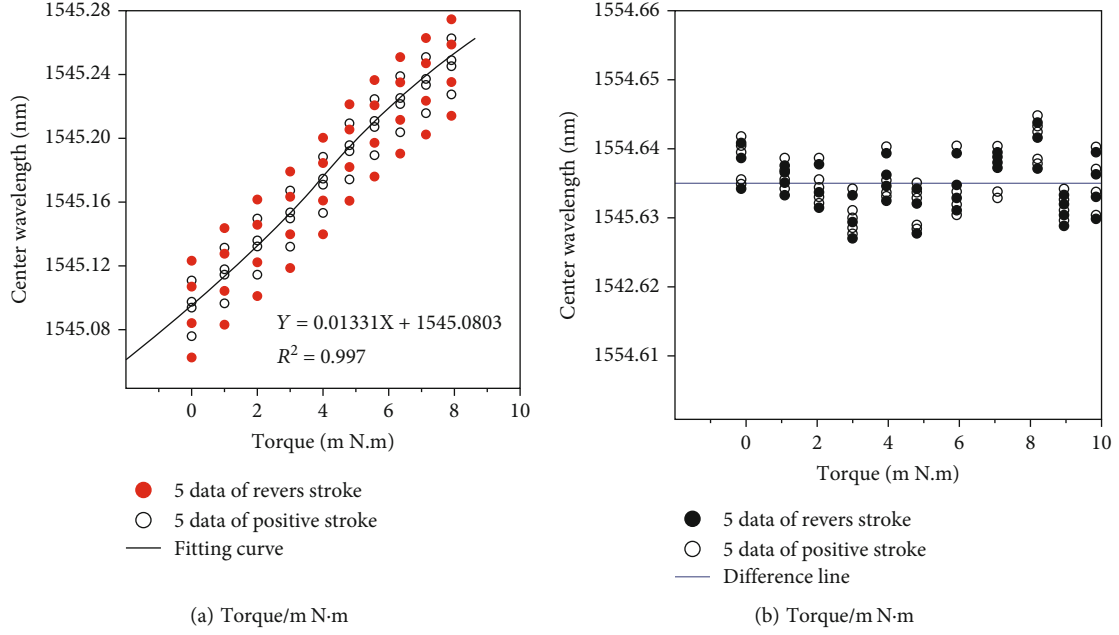 1545.28
1545.24
1545.20
1545.16
1545.12
1545.08
Center wavelength (nm)
Y = 0.01331X + 1545.0803
R² = 0.997
0 2 4 6 8 10
Torque (m N.m)
5 data of revers stroke
5 data of positive stroke
Fitting curve
(a) Torque/m N·m
1554.66
1554.65
1554.64
1545.63
1542.62
1554.61
Center wavelength (nm)
0 2 4 6 8 10
Torque (m N.m)
5 data of revers stroke
5 data of positive stroke
Difference line
(b) Torque/m N·m